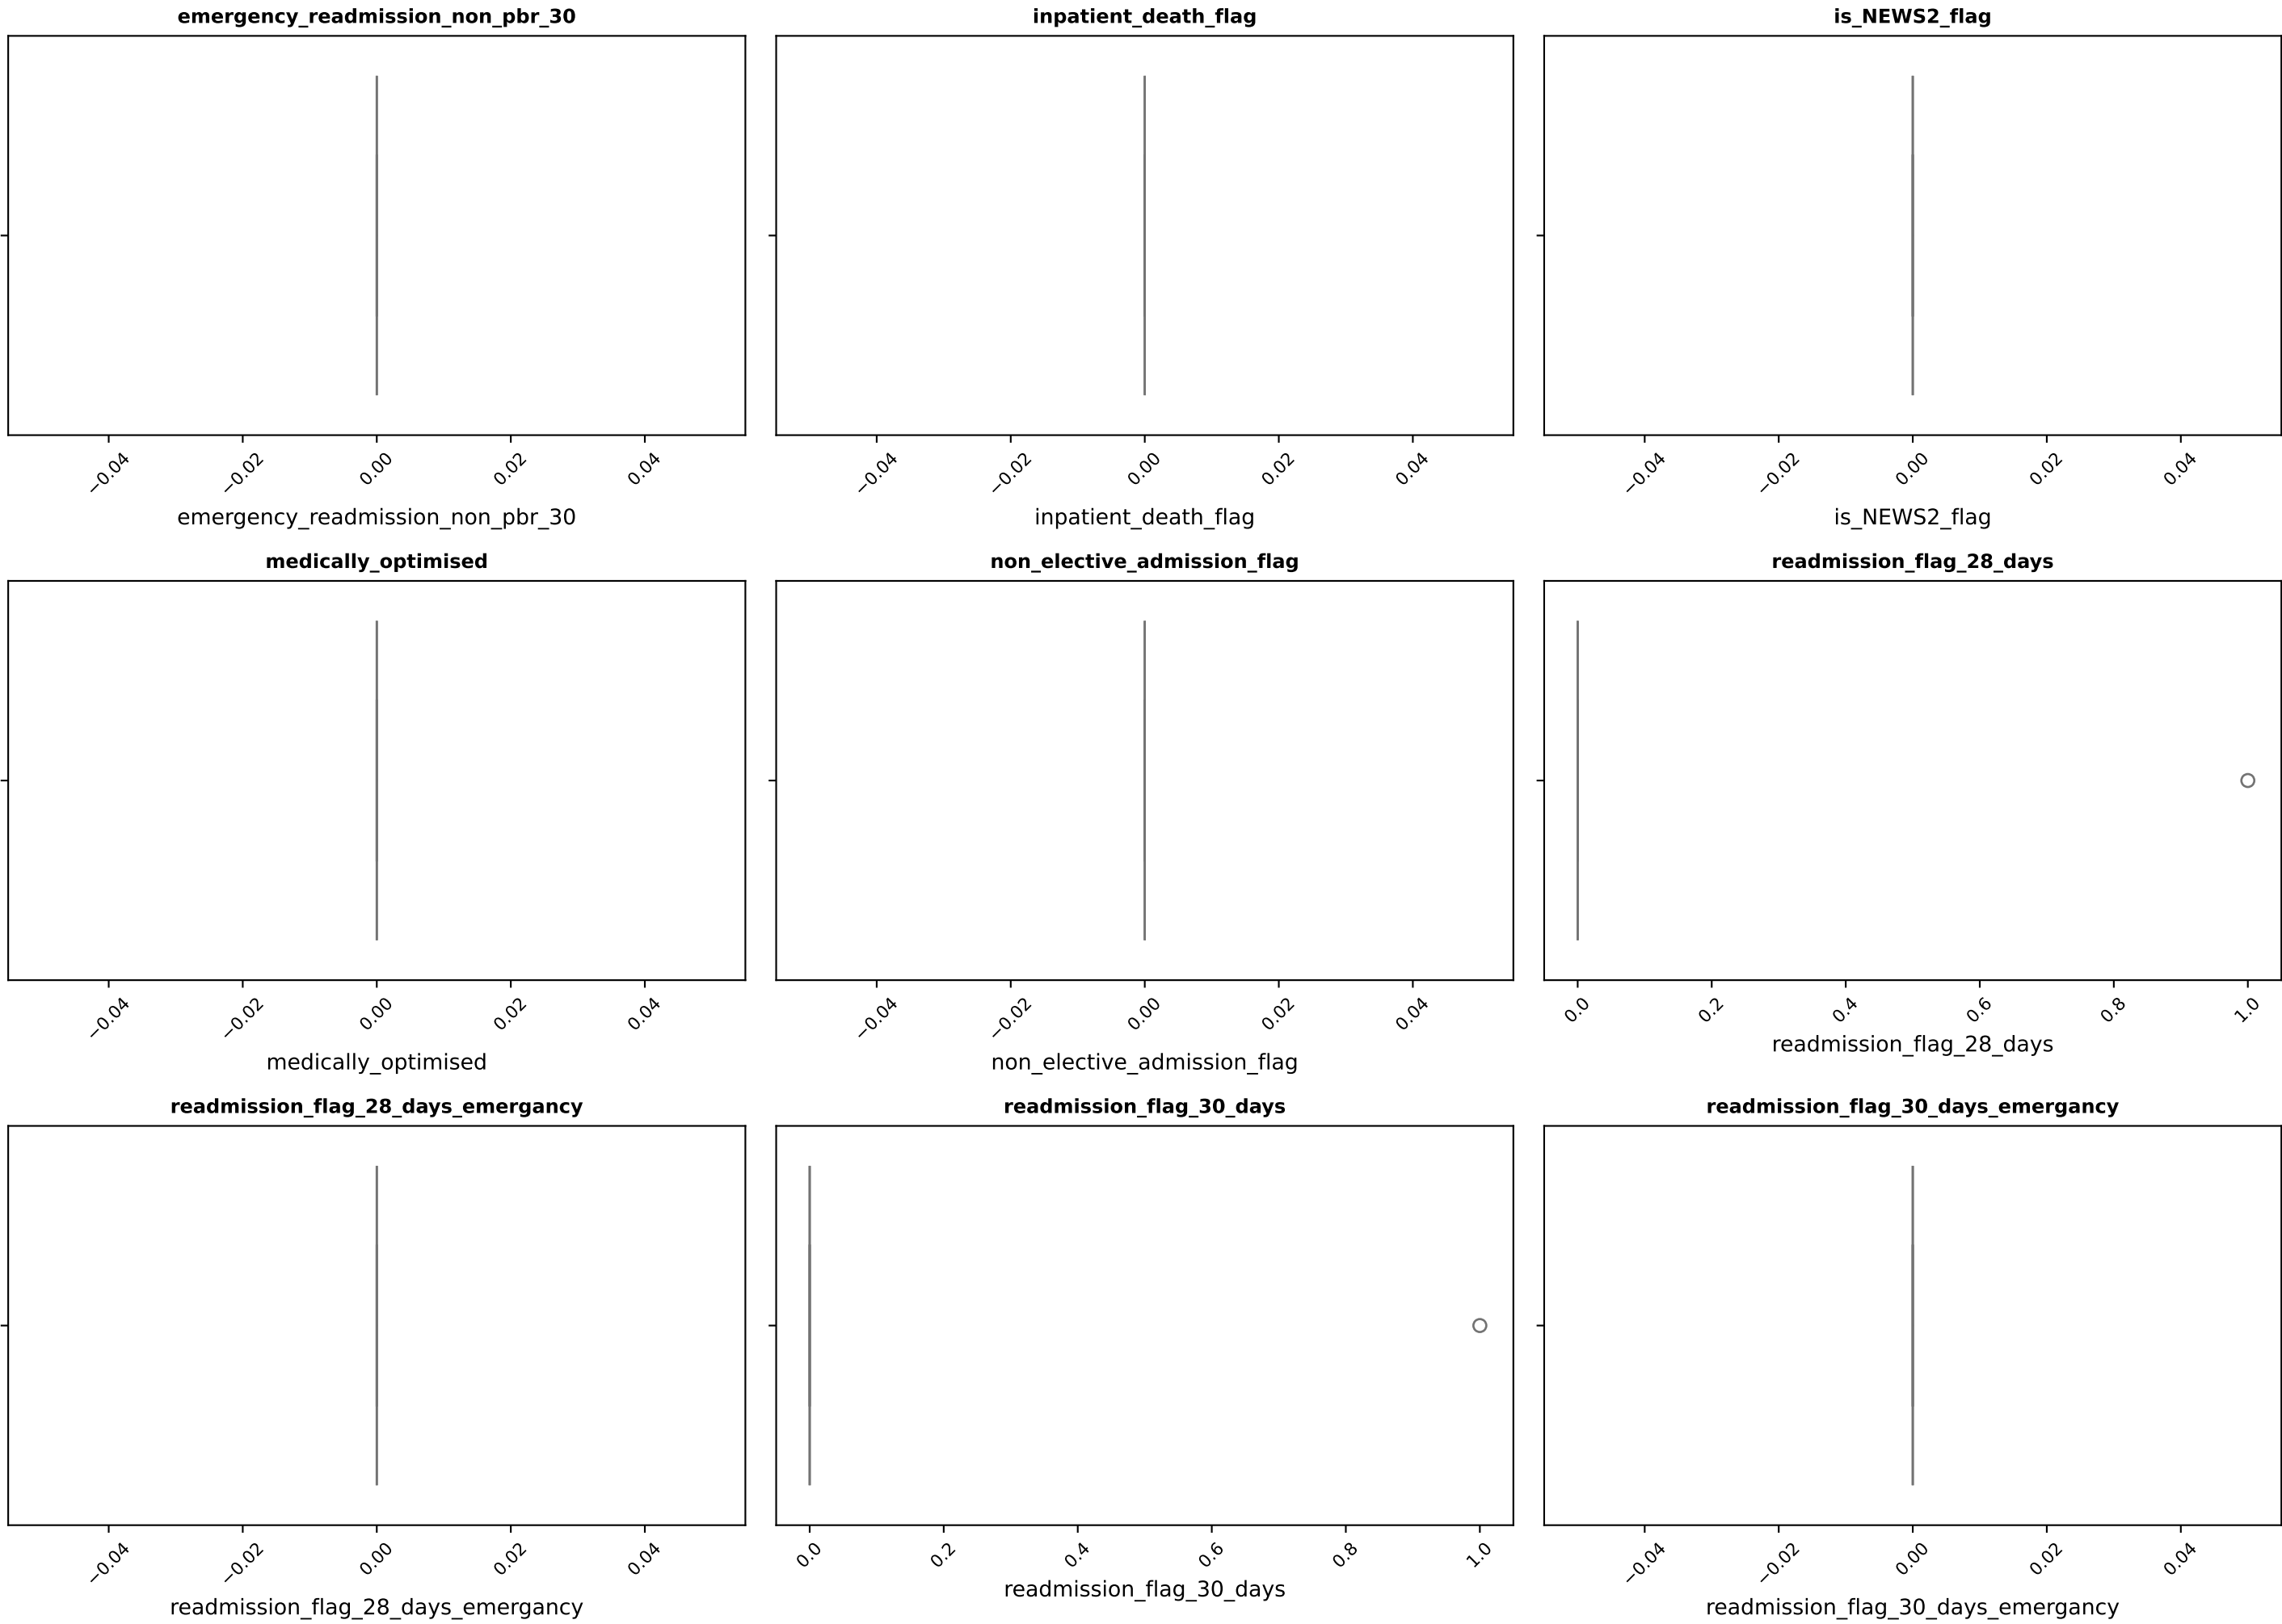 emergency_readmission_non_pbr_30
inpatient_death_flag
is_NEWS2_flag
−0.04 −0.02 0.00 0.02 0.04
−0.04 −0.02 0.00 0.02 0.04
−0.04 −0.02 0.00 0.02 0.04
emergency_readmission_non_pbr_30
inpatient_death_flag
is_NEWS2_flag
medically_optimised
non_elective_admission_flag
readmission_flag_28_days
−0.04 −0.02 0.00 0.02 0.04
−0.04 −0.02 0.00 0.02 0.04
0.0 0.2 0.4 0.6 0.8 1.0
medically_optimised
non_elective_admission_flag
readmission_flag_28_days
readmission_flag_28_days_emergancy
readmission_flag_30_days
readmission_flag_30_days_emergancy
−0.04 −0.02 0.00 0.02 0.04
0.0 0.2 0.4 0.6 0.8 1.0
−0.04 −0.02 0.00 0.02 0.04
readmission_flag_28_days_emergancy
readmission_flag_30_days
readmission_flag_30_days_emergancy